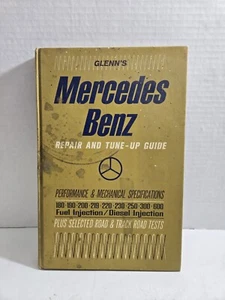 GLENN'S
Mercedes
Benz
REPAIR AND TUNE-UP GUIDE
PERFORMANCE & MECHANICAL SPECIFICATIONS
180-190-200-219-220-230-250-300-600
Fuel Injection/Diesel Injection
PLUS SELECTED ROAD & TRACK ROAD TESTS